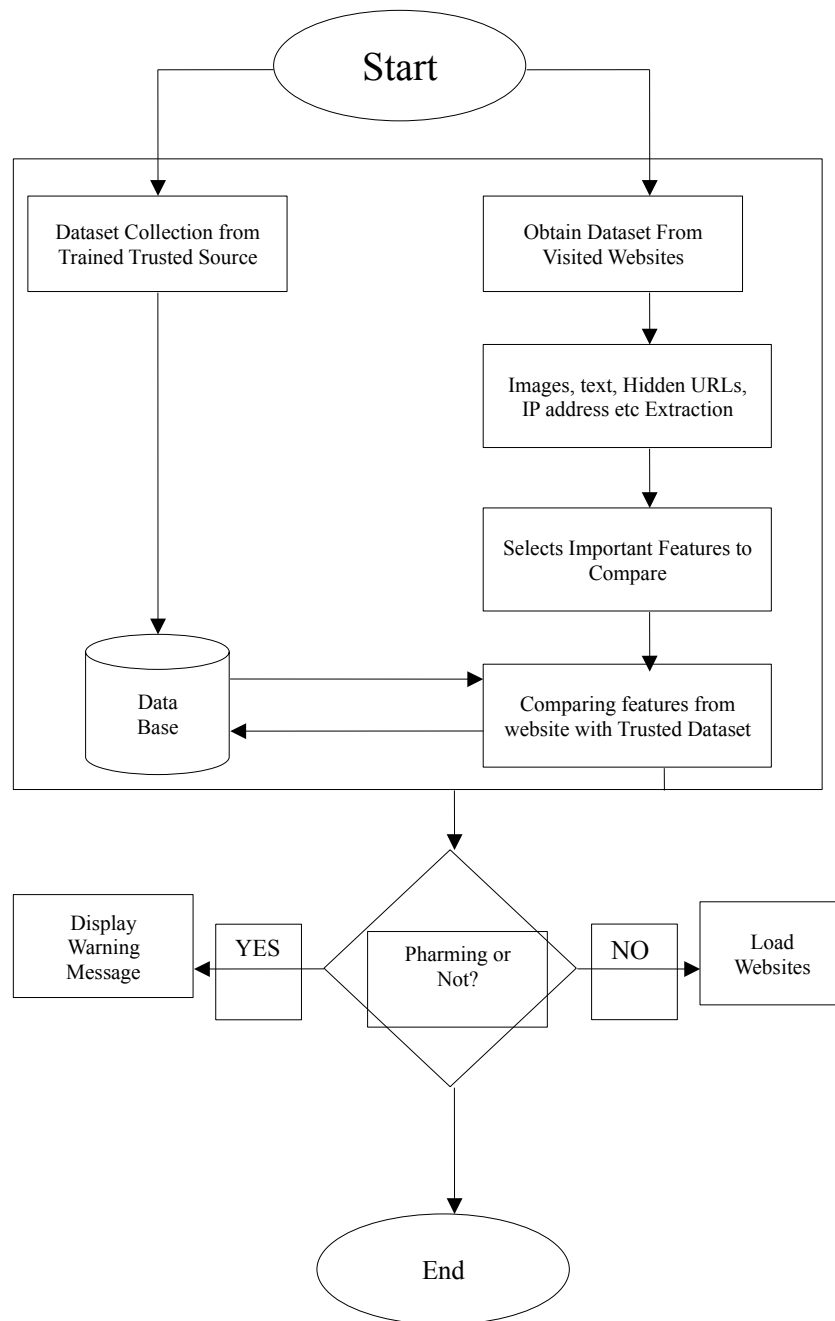 Start
Dataset Collection from
Trained Trusted Source
Obtain Dataset From
Visited Websites
Images, text, Hidden URLs,
IP address etc Extraction
Selects Important Features to
Compare
Data
Base
Comparing features from
website with Trusted Dataset
Display
Warning
Message
YES
Pharming or
Not?
NO
Load
Websites
End